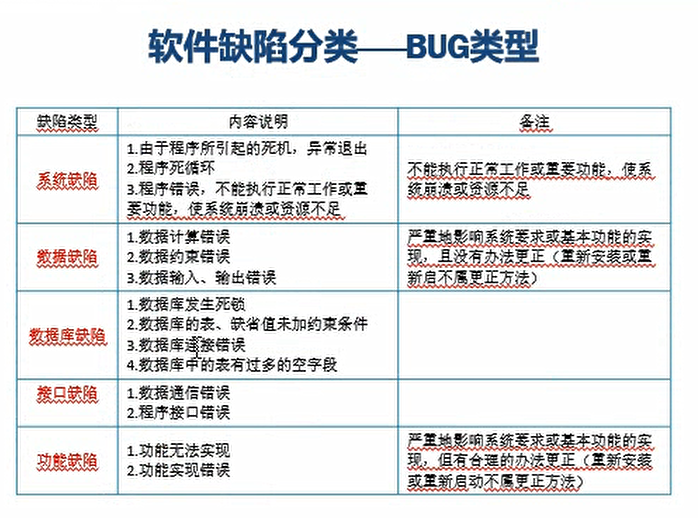 软件缺陷分类——BUG类型
缺陷类型
内容说明
备注
系统缺陷
1.由于程序所引起的死机，异常退出
2.程序死循环
3.程序错误，不能执行正常工作或重
要功能，使系统崩溃或资源不足
不能执行正常工作或重要功能，使系
统崩溃或资源不足
数据缺陷
1.数据计算错误
2.数据约束错误
3.数据输入、输出错误
严重地影响系统要求或基本功能的实
现，且没有办法更正（重新安装或重
新启不属更正方法）
数据库缺陷
1.数据库发生死锁
2.数据库的表、缺省值未加约束条件
3.数据库连接错误
4.数据库中的表有过多的空字段
接口缺陷
1.数据通信错误
2.程序接口错误
功能缺陷
1.功能无法实现
2.功能实现错误
严重地影响系统要求或基本功能的实
现，但有合理的办法更正（重新安装
或重新启动不属更正方法）